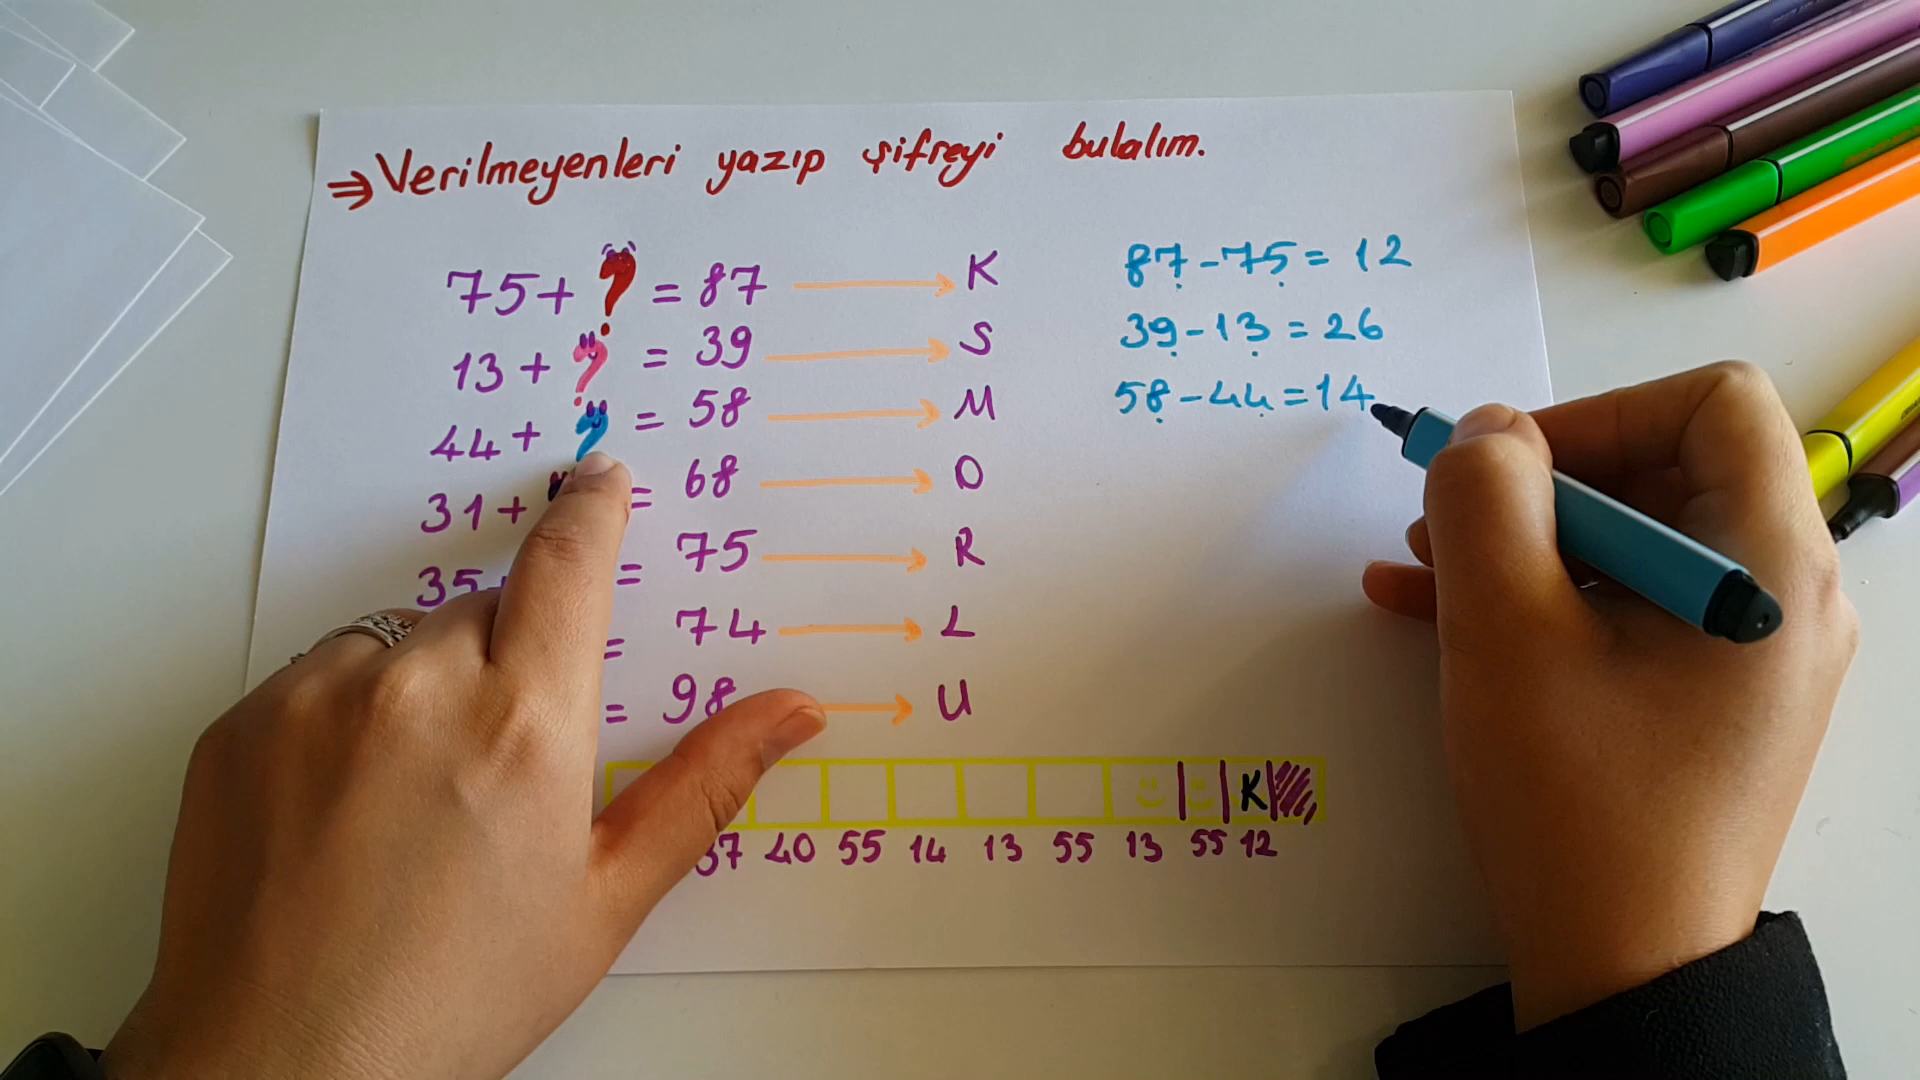 ⇒ Verilmeyenleri yazıp şifreyi bulalım.
75 + ? = 87 → K
13 + ? = 39 → S
44 + ? = 58 → M
31 + = 68 → O
35 + = 75 → R
= 74 → L
= 98 → U
87 - 75 = 12
39 - 13 = 26
58 - 44 = 14
K
37 40 55 14 13 55 13 55 12